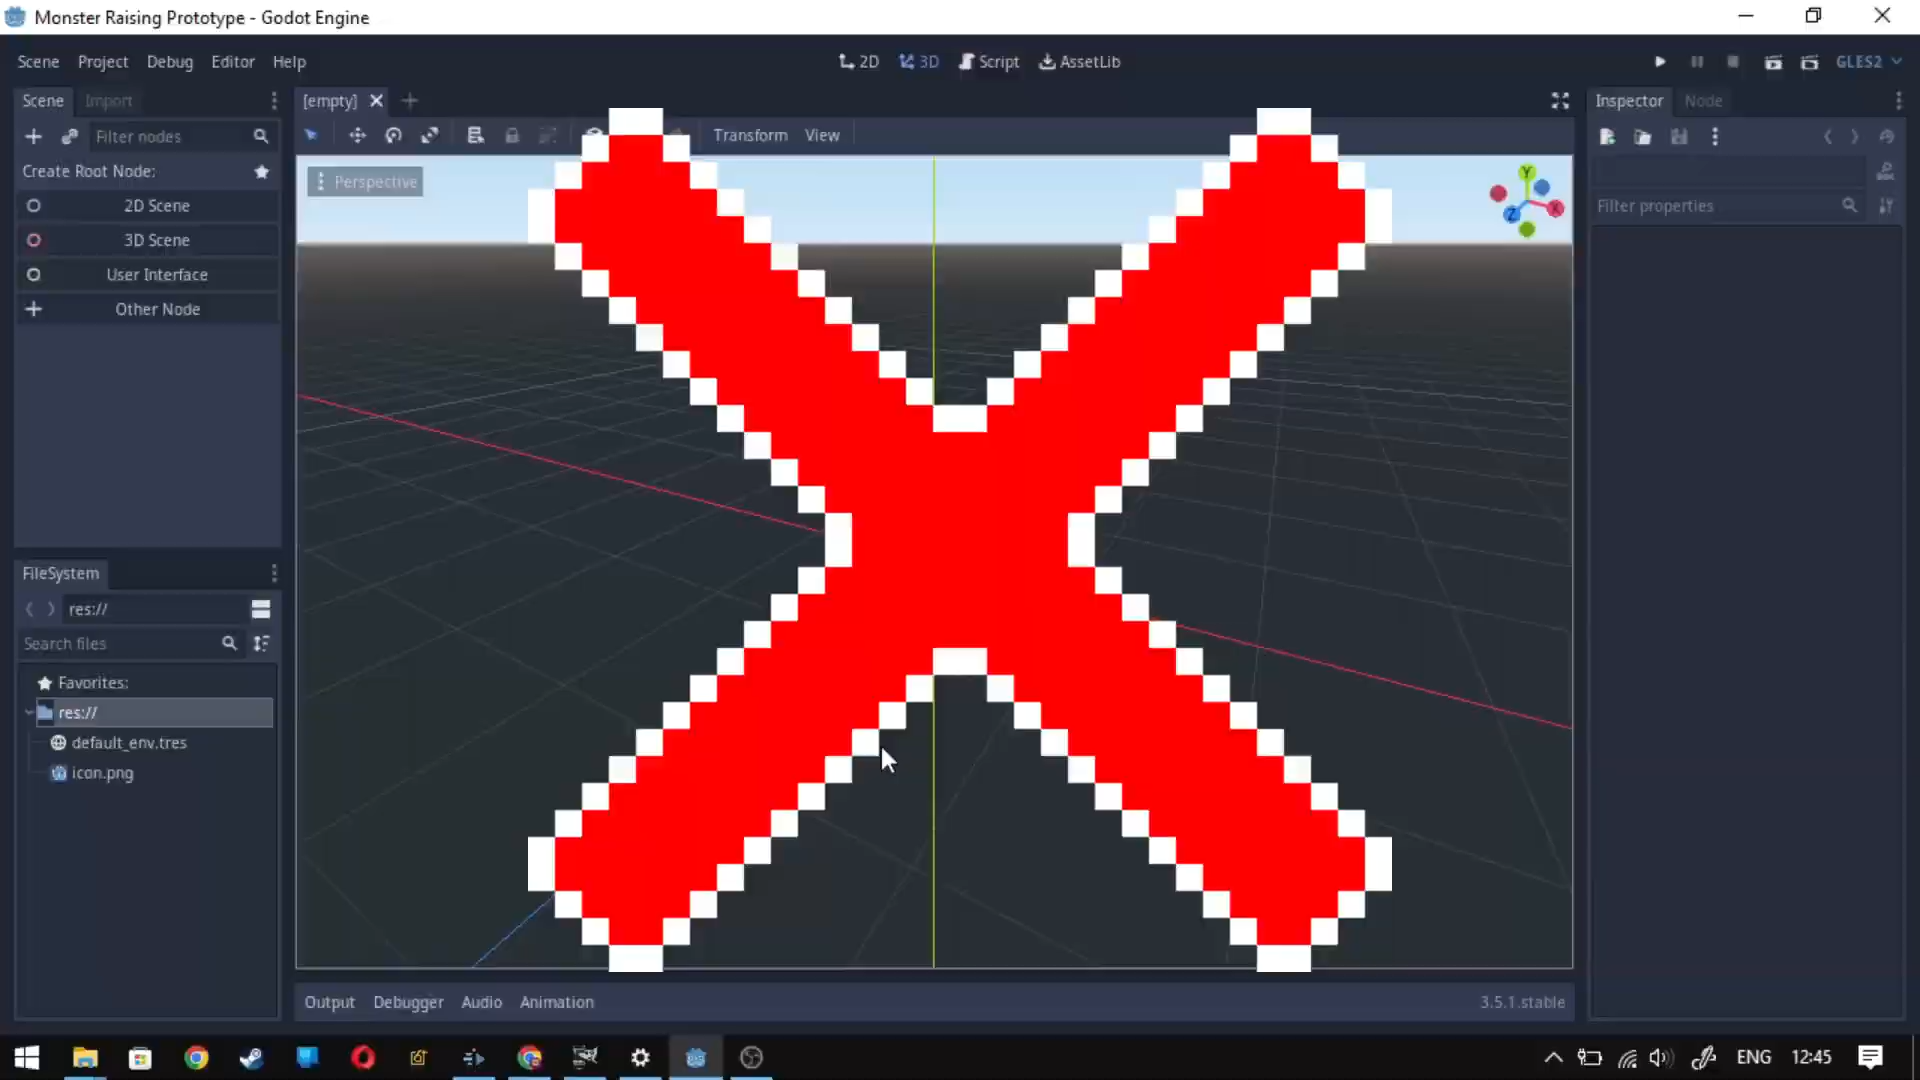 Monster Raising Prototype - Godot Engine
Scene Project Debug Editor Help
2D 3D Script AssetLib
GLES2
Scene Import
[empty]
Inspector Node
Filter nodes
Transform View
Create Root Node:
Perspective
2D Scene
3D Scene
User Interface
Other Node
Y
X
Z
Filter properties
FileSystem
res://
Search files
Favorites:
res://
default_env.tres
icon.png
Output Debugger Audio Animation
3.5.1.stable
ENG 12:45